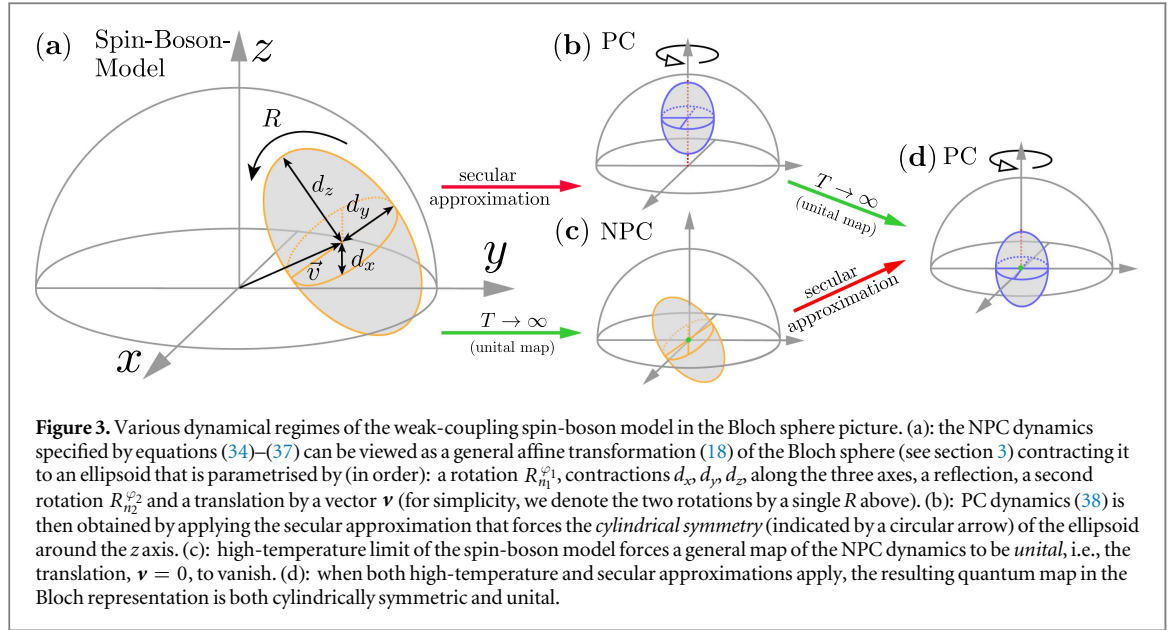 (a) Spin-Boson-
Model
z
R
d_z
d_y
d_x
\vec{v}
y
x
secular
approximation
T → ∞
(unital map)
(b) PC
(c) NPC
T → ∞
(unital map)
secular
approximation
(d) PC
Figure 3. Various dynamical regimes of the weak-coupling spin-boson model in the Bloch sphere picture. (a): the NPC dynamics
specified by equations (34)–(37) can be viewed as a general affine transformation (18) of the Bloch sphere (see section 3) contracting it
to an ellipsoid that is parametrised by (in order): a rotation R_{n_1}^{φ_1}, contractions d_x, d_y, d_z, along the three axes, a reflection, a second
rotation R_{n_2}^{φ_2} and a translation by a vector v (for simplicity, we denote the two rotations by a single R above). (b): PC dynamics (38) is
then obtained by applying the secular approximation that forces the cylindrical symmetry (indicated by a circular arrow) of the ellipsoid
around the z axis. (c): high-temperature limit of the spin-boson model forces a general map of the NPC dynamics to be unital, i.e., the
translation, v = 0, to vanish. (d): when both high-temperature and secular approximations apply, the resulting quantum map in the
Bloch representation is both cylindrically symmetric and unital.